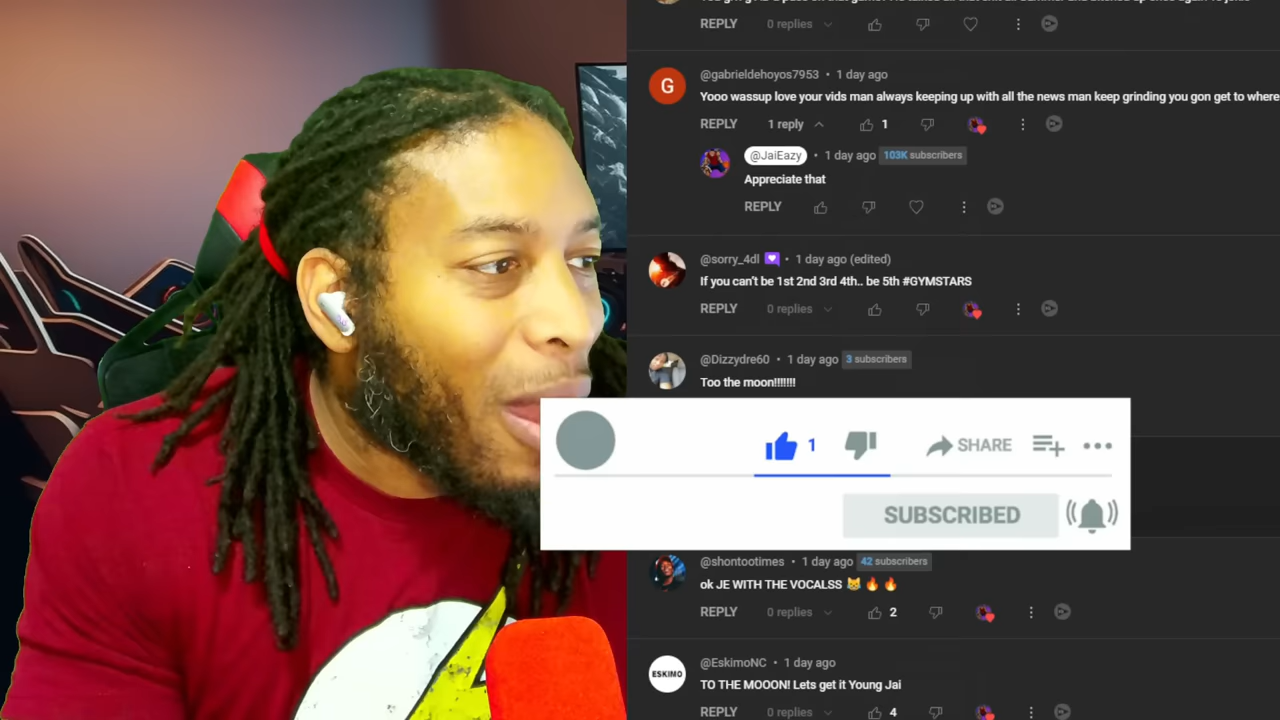 REPLY 0 replies
@gabrieldehoyos7953 • 1 day ago
G
Yooo wassup love your vids man always keeping up with all the news man keep grinding you gon get to where
REPLY 1 reply 1
@JaiEazy • 1 day ago 103K subscribers
Appreciate that
REPLY
@sorry_4dl • 1 day ago (edited)
If you can't be 1st 2nd 3rd 4th.. be 5th #GYMSTARS
REPLY 0 replies
@Dizzydre60 • 1 day ago 3 subscribers
Too the moon!!!!!!!
1 SHARE
SUBSCRIBED
@shontootimes • 1 day ago 42 subscribers
ok JE WITH THE VOCALSS 😹 🔥 🔥
REPLY 0 replies 2
@EskimoNC • 1 day ago
ESKIMO
TO THE MOOON! Lets get it Young Jai
REPLY 0 replies 4